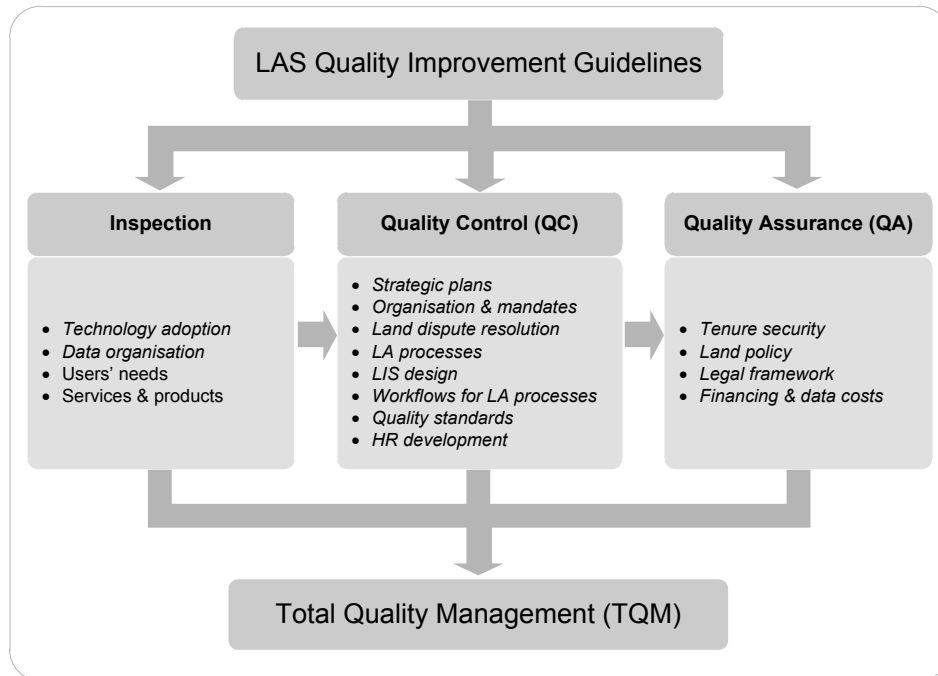 LAS Quality Improvement Guidelines
Inspection
• Technology adoption
• Data organisation
• Users’ needs
• Services & products
Quality Control (QC)
• Strategic plans
• Organisation & mandates
• Land dispute resolution
• LA processes
• LIS design
• Workflows for LA processes
• Quality standards
• HR development
Quality Assurance (QA)
• Tenure security
• Land policy
• Legal framework
• Financing & data costs
Total Quality Management (TQM)